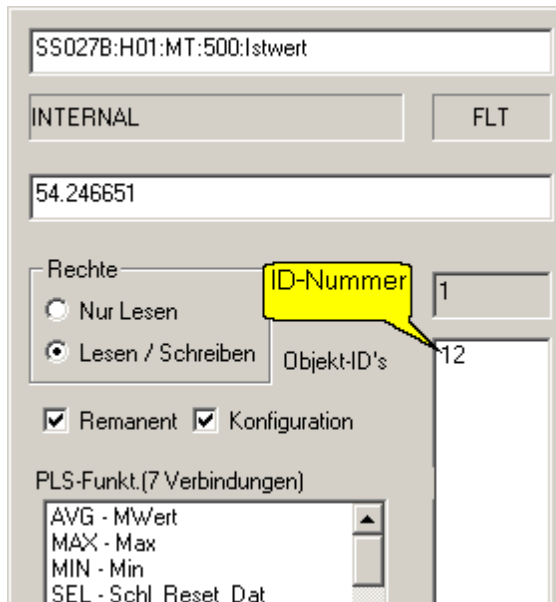 SS027B:H01:MT:500:Istwert
INTERNAL
FLT
54.246651
Rechte
ID-Nummer
1
Nur Lesen
Lesen / Schreiben
Objekt-ID's
12
Remanent
Konfiguration
PLS-Funkt.(7 Verbindungen)
AVG - MWert
MAX - Max
MIN - Min
SEL - Schl_Reset_Dat